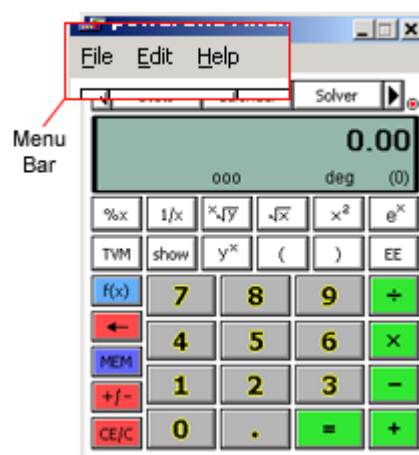 File Edit Help
Solver
Menu
Bar
0.00
ooo deg (0)
%x 1/x x√y √x x² eˣ
TVM show yˣ ( ) EE
f(x) 7 8 9 ÷
← 4 5 6 ×
MEM
+/- 1 2 3 −
CE/C 0 . = +